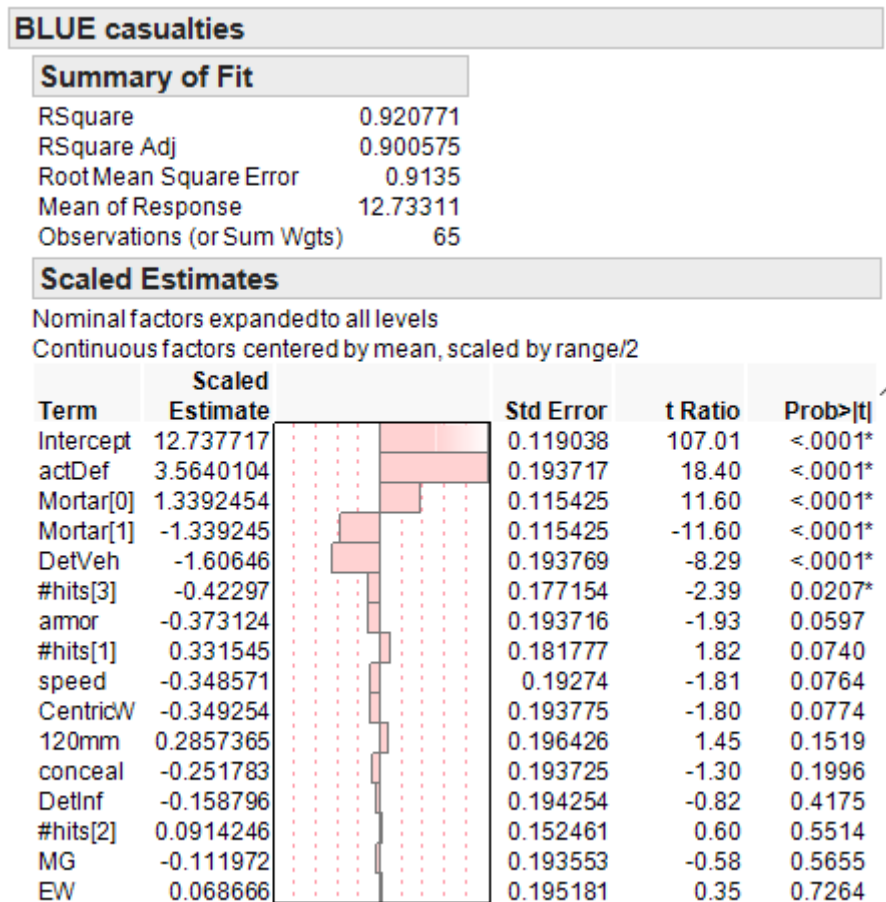 BLUE casualties
Summary of Fit
RSquare 0.920771
RSquare Adj 0.900575
Root Mean Square Error 0.9135
Mean of Response 12.73311
Observations (or Sum Wgts) 65
Scaled Estimates
Nominal factors expandedto all levels
Continuous factors centered by mean, scaled by range/2
Scaled
Term Estimate Std Error t Ratio Prob>|t|
Intercept 12.737717 0.119038 107.01 <.0001*
actDef 3.5640104 0.193717 18.40 <.0001*
Mortar[0] 1.3392454 0.115425 11.60 <.0001*
Mortar[1] -1.339245 0.115425 -11.60 <.0001*
DetVeh -1.60646 0.193769 -8.29 <.0001*
#hits[3] -0.42297 0.177154 -2.39 0.0207*
armor -0.373124 0.193716 -1.93 0.0597
#hits[1] 0.331545 0.181777 1.82 0.0740
speed -0.348571 0.19274 -1.81 0.0764
CentricW -0.349254 0.193775 -1.80 0.0774
120mm 0.2857365 0.196426 1.45 0.1519
conceal -0.251783 0.193725 -1.30 0.1996
DetInf -0.158796 0.194254 -0.82 0.4175
#hits[2] 0.0914246 0.152461 0.60 0.5514
MG -0.111972 0.193553 -0.58 0.5655
EW 0.068666 0.195181 0.35 0.7264